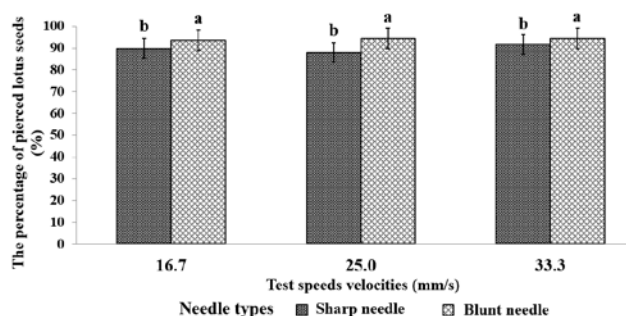 The percentage of pierced lotus seeds
(%)
100
90
80
70
60
50
40
30
20
10
0
b a b a b a
16.7 25.0 33.3
Test speeds velocities (mm/s)
Needle types Sharp needle Blunt needle